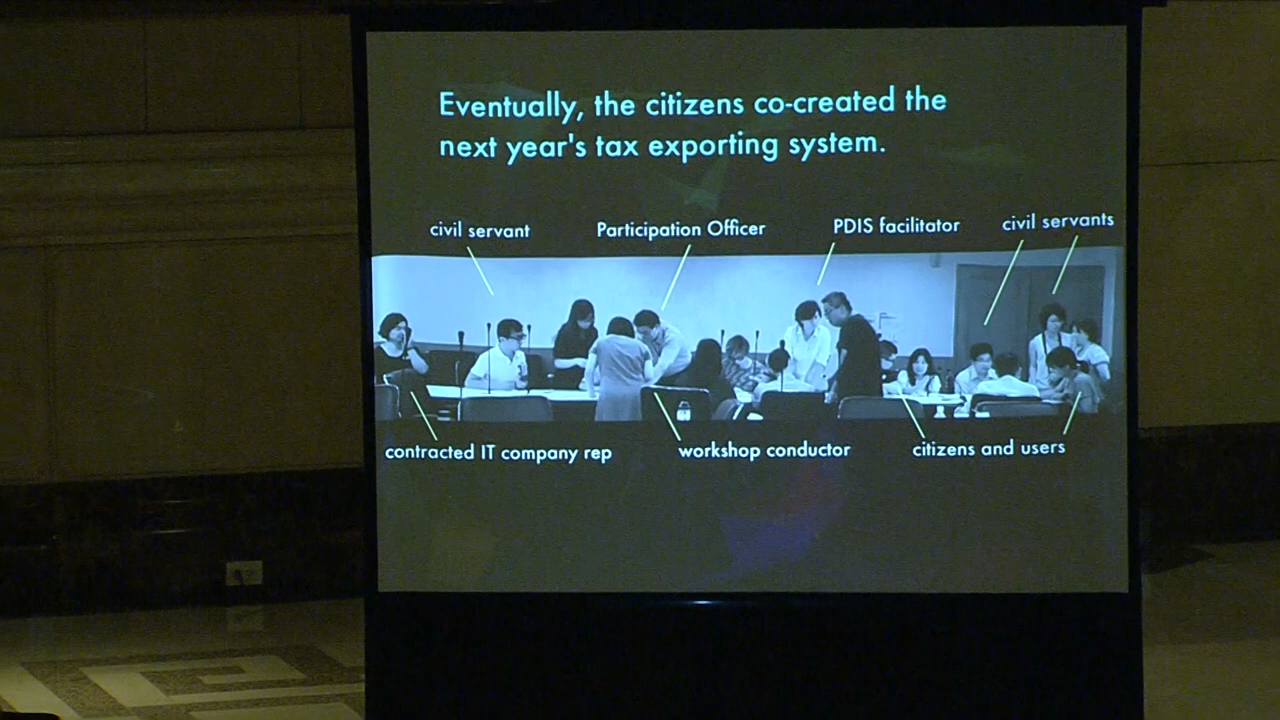 Eventually, the citizens co-created the
next year's tax exporting system.
civil servant
Participation Officer
PDIS facilitator
civil servants
contracted IT company rep
workshop conductor
citizens and users